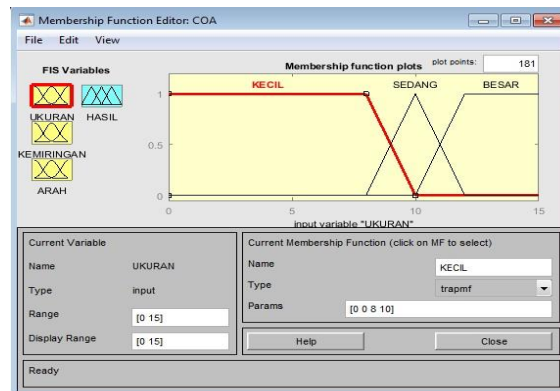 Membership Function Editor: COA
File Edit View
FIS Variables
UKURAN HASIL
KEMIRINGAN
ARAH
Membership function plots plot points: 181
KECIL SEDANG BESAR
1
0.5
0
0 5 10 15
input variable "UKURAN"
Current Variable
Name UKURAN
Type input
Range [0 15]
Display Range [0 15]
Current Membership Function (click on MF to select)
Name KECIL
Type trapmf
Params [0 0 8 10]
Help Close
Ready